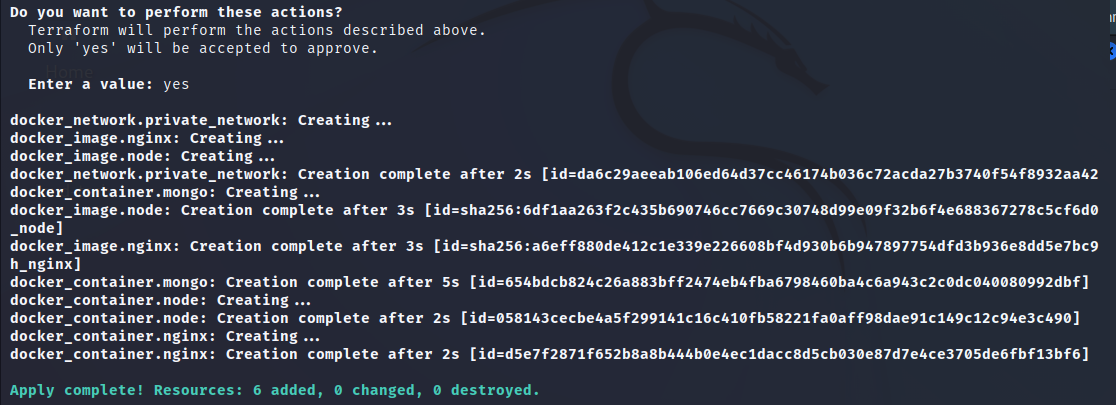 Do you want to perform these actions?
Terraform will perform the actions described above.
Only 'yes' will be accepted to approve.
Home
Enter a value: yes
docker_network.private_network: Creating...
docker_image.nginx: Creating...
docker_image.node: Creating...
docker_network.private_network: Creation complete after 2s [id=da6c29aeeab106ed64d37cc46174b036c72acda27b3740f54f8932aa42
docker_container.mongo: Creating...
docker_image.node: Creation complete after 3s [id=sha256:6df1aa263f2c435b690746cc7669c30748d99e09f32b6f4e688367278c5cf6d0
_node]
docker_image.nginx: Creation complete after 3s [id=sha256:a6eff880de412c1e339e226608bf4d930b6b947897754dfd3b936e8dd5e7bc9
h_nginx]
docker_container.mongo: Creation complete after 5s [id=654bdcb824c26a883bff2474eb4fba6798460ba4c6a943c2c0dc040080992dbf]
docker_container.node: Creating...
docker_container.node: Creation complete after 2s [id=058143cecbe4a5f299141c16c410fb58221fa0aff98dae91c149c12c94e3c490]
docker_container.nginx: Creating...
docker_container.nginx: Creation complete after 2s [id=d5e7f2871f652b8a8b444b0e4ec1dacc8d5cb030e87d7e4ce3705de6fbf13bf6]
Apply complete! Resources: 6 added, 0 changed, 0 destroyed.